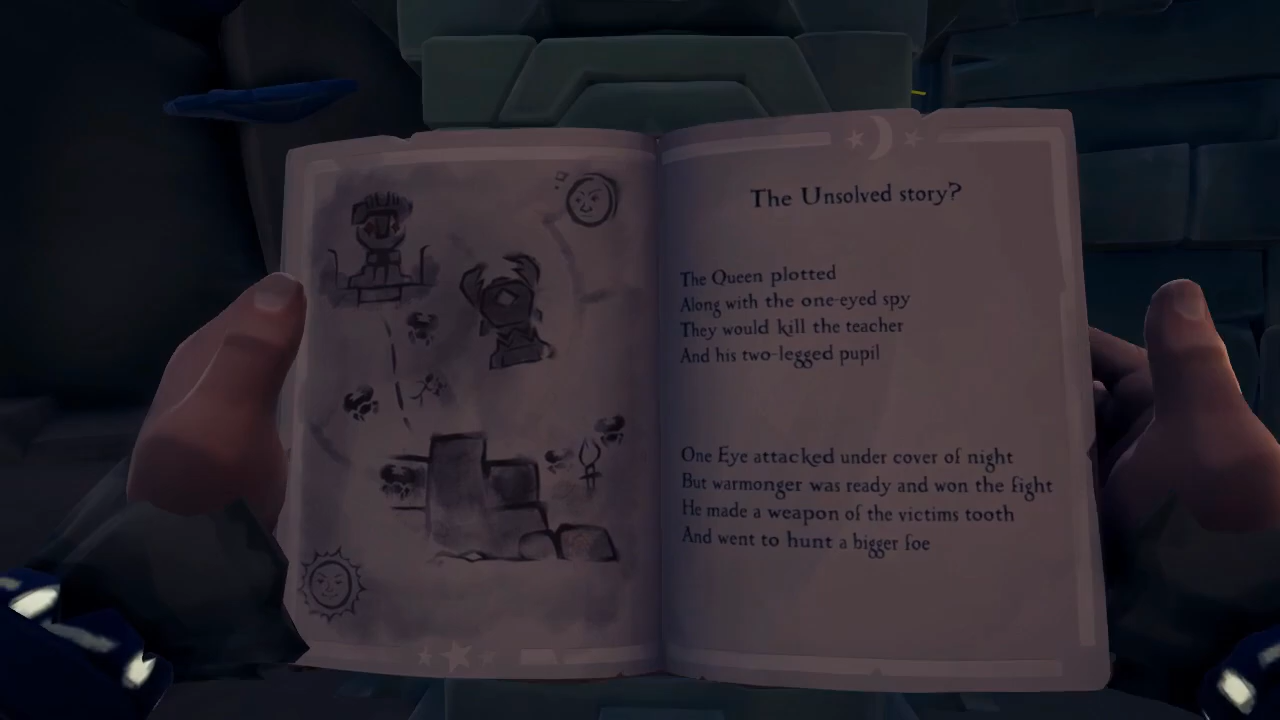 The Unsolved story?
The Queen plotted
Along with the one-eyed spy
They would kill the teacher
And his two-legged pupil
One Eye attacked under cover of night
But warmonger was ready and won the fight
He made a weapon of the victims tooth
And went to hunt a bigger foe